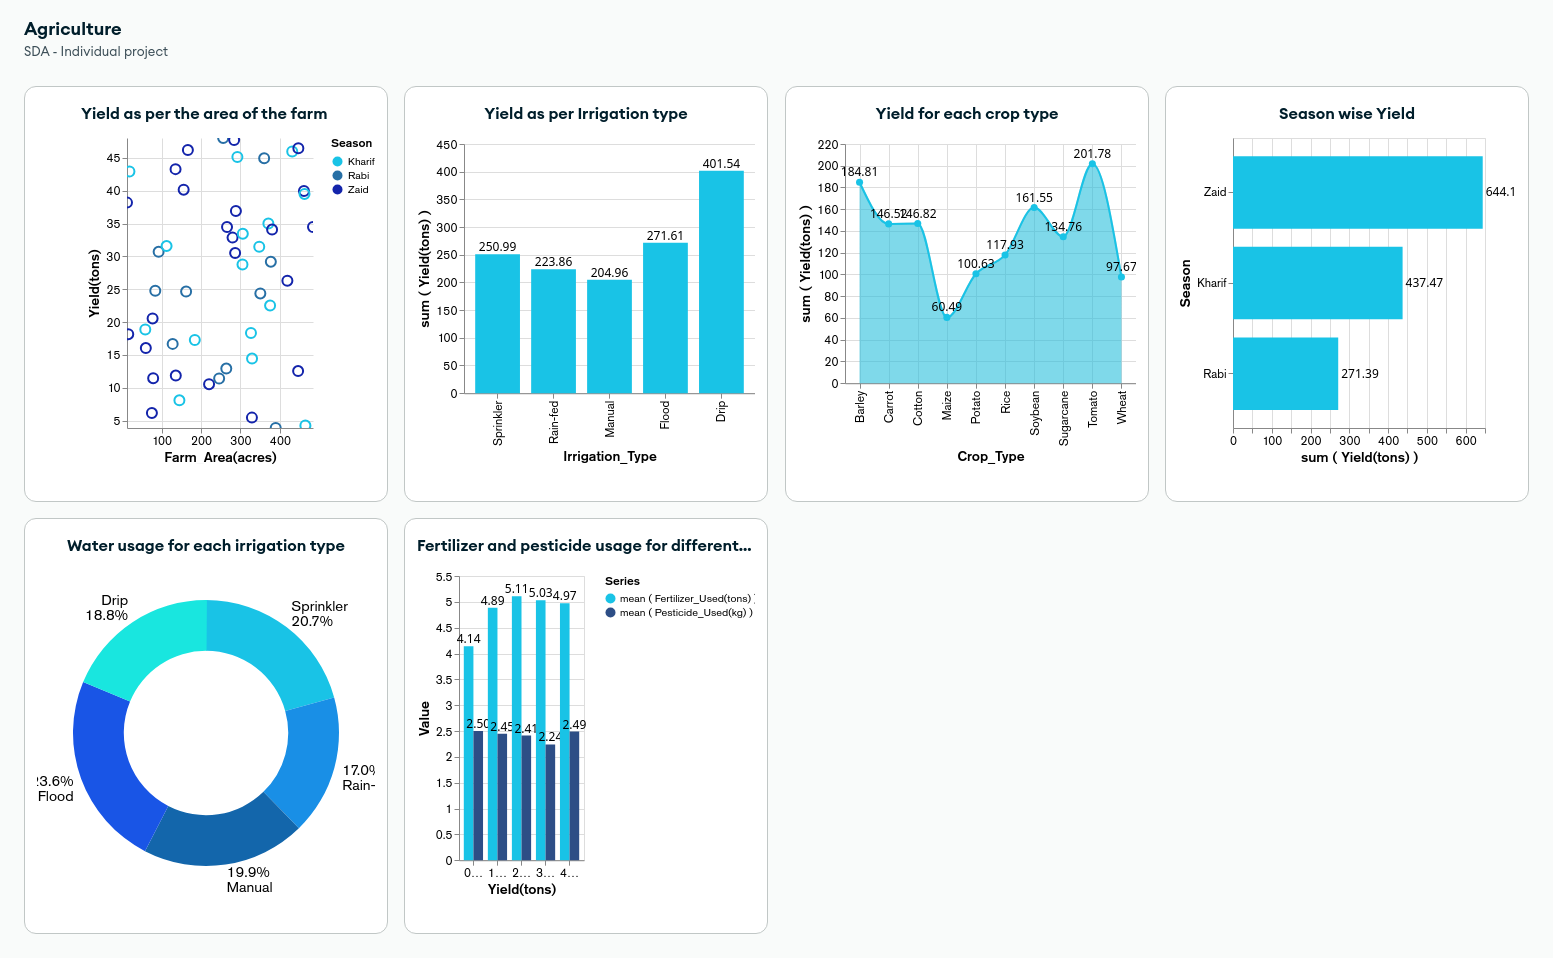 Agriculture
SDA - Individual project
Yield as per the area of the farm
Season
Kharif
Rabi
Zaid
45
40
35
30
25
20
15
10
5
Yield(tons)
100 200 300 400
Farm Area(acres)
Yield as per Irrigation type
450
400
350
300
250
200
150
100
50
0
sum ( Yield(tons) )
250.99
223.86
204.96
271.61
401.54
Sprinkler
Rain-fed
Manual
Flood
Drip
Irrigation_Type
Yield for each crop type
220
200
180
160
140
120
100
80
60
40
20
0
sum ( Yield(tons) )
184.81
146.52
146.82
60.49
100.63
117.93
161.55
134.76
201.78
97.67
Barley
Carrot
Cotton
Maize
Potato
Rice
Soybean
Sugarcane
Tomato
Wheat
Crop_Type
Season wise Yield
Season
Zaid
644.1
Kharif
437.47
Rabi
271.39
0 100 200 300 400 500 600
sum ( Yield(tons) )
Water usage for each irrigation type
Drip
18.8%
Sprinkler
20.7%
17.0%
Rain-
23.6%
Flood
19.9%
Manual
Fertilizer and pesticide usage for different...
Series
mean ( Fertilizer_Used(tons) )
mean ( Pesticide_Used(kg) )
5.5
5
4.5
4
3.5
3
2.5
2
1.5
1
0.5
0
Value
4.14
4.89
5.11
5.03
4.97
2.50
2.45
2.41
2.24
2.49
0... 1... 2... 3... 4...
Yield(tons)